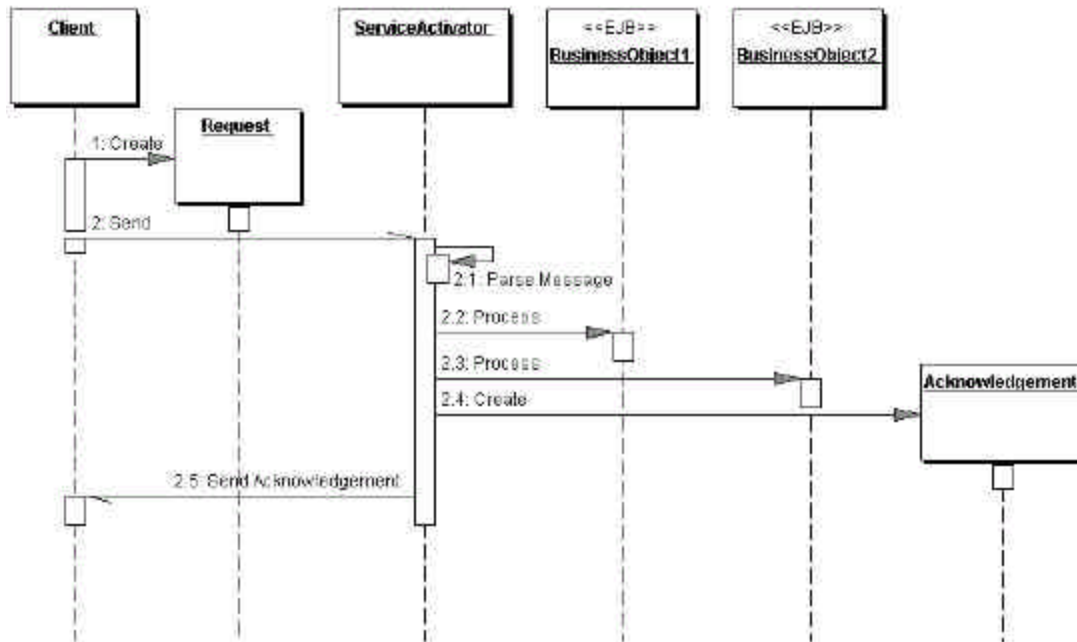 Client
ServiceActivator
<<EJB>>
BusinessObject1
<<EJB>>
BusinessObject2
Request
1: Create
2: Send
2.1: Parse Message
2.2: Process
2.3: Process
2.4: Create
Acknowledgement
2.5: Send Acknowledgement